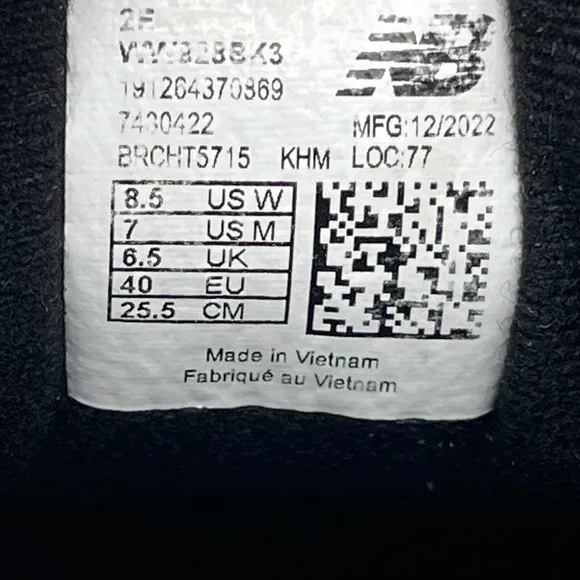 2E
WW928BK3
191264370869
7430422 MFG:12/2022
BRCHT5715 KHM LOC:77
8.5 US W
7 US M
6.5 UK
40 EU
25.5 CM
Made in Vietnam
Fabriqué au Vietnam